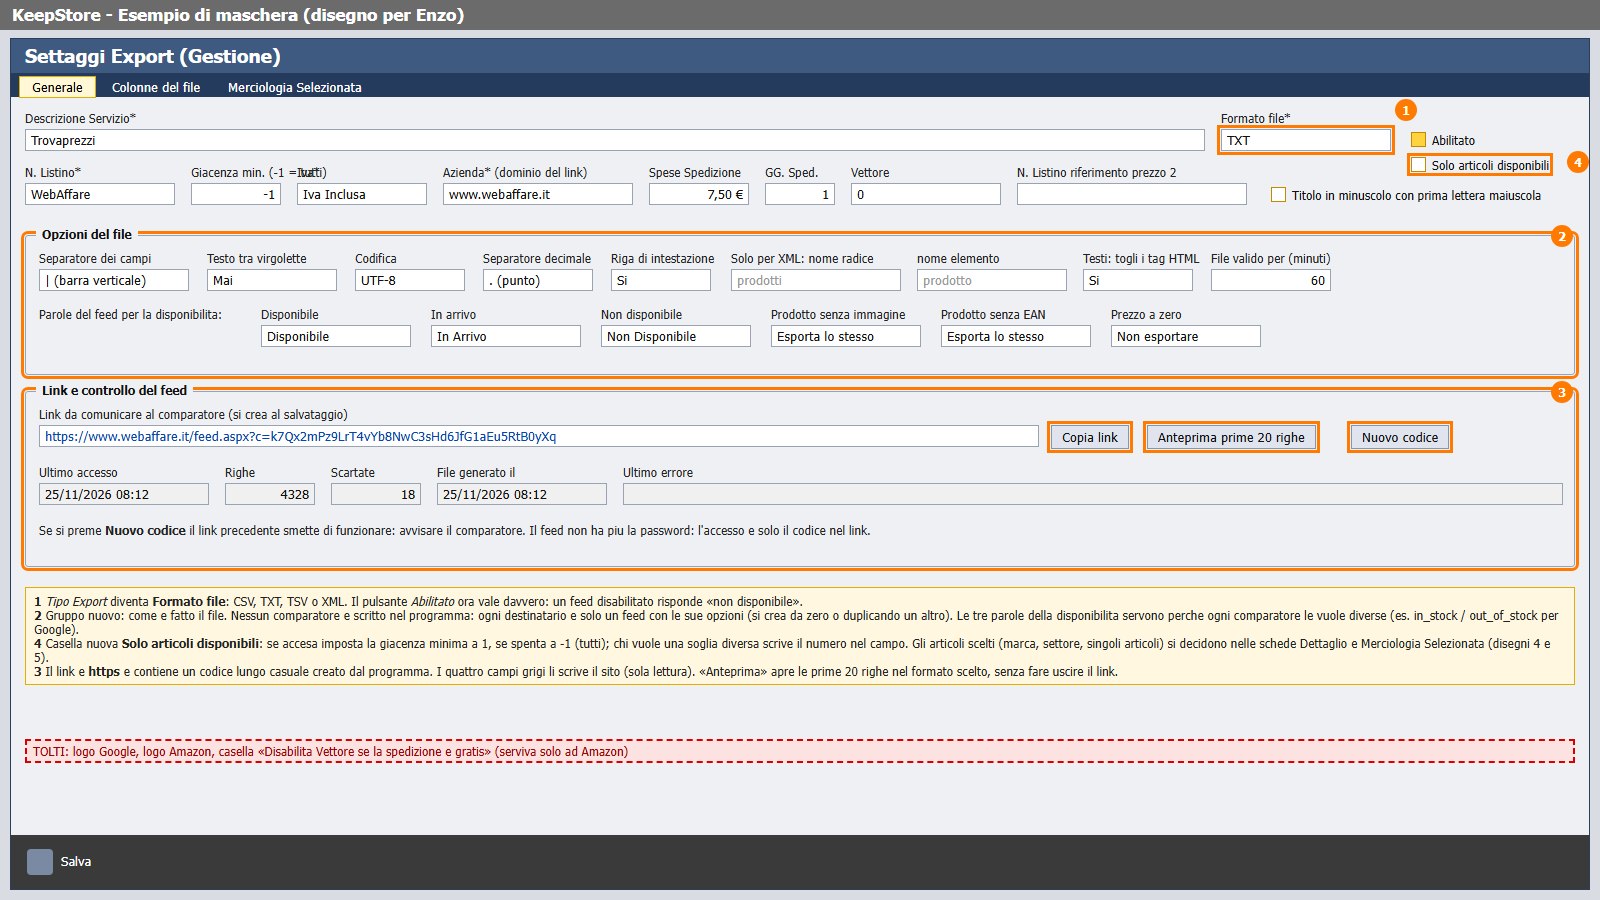 KeepStore - Esempio di maschera (disegno per Enzo)
Settaggi Export (Gestione)
Generale Colonne del file Merciologia Selezionata
Descrizione Servizio* Formato file* 1
Trovaprezzi TXT Abilitato
Solo articoli disponibili 4
N. Listino* Giacenza min. (-1 = tutti) Iva* Azienda* (dominio del link) Spese Spedizione GG. Sped. Vettore N. Listino riferimento prezzo 2
WebAffare -1 Iva Inclusa www.webaffare.it 7,50 € 1 0 Titolo in minuscolo con prima lettera maiuscola
Opzioni del file 2
Separatore dei campi Testo tra virgolette Codifica Separatore decimale Riga di intestazione Solo per XML: nome radice nome elemento Testi: togli i tag HTML File valido per (minuti)
| (barra verticale) Mai UTF-8 . (punto) Si prodotti prodotto Si 60
Parole del feed per la disponibilita: Disponibile In arrivo Non disponibile Prodotto senza immagine Prodotto senza EAN Prezzo a zero
Disponibile In Arrivo Non Disponibile Esporta lo stesso Esporta lo stesso Non esportare
Link e controllo del feed 3
Link da comunicare al comparatore (si crea al salvataggio)
https://www.webaffare.it/feed.aspx?c=k7Qx2mPz9LrT4vYb8NwC3sHd6JfG1aEu5RtB0yXq Copia link Anteprima prime 20 righe Nuovo codice
Ultimo accesso Righe Scartate File generato il Ultimo errore
25/11/2026 08:12 4328 18 25/11/2026 08:12
Se si preme Nuovo codice il link precedente smette di funzionare: avvisare il comparatore. Il feed non ha piu la password: l'accesso e solo il codice nel link.
1 Tipo Export diventa Formato file: CSV, TXT, TSV o XML. Il pulsante Abilitato ora vale davvero: un feed disabilitato risponde «non disponibile».
2 Gruppo nuovo: come e fatto il file. Nessun comparatore e scritto nel programma: ogni destinatario e solo un feed con le sue opzioni (si crea da zero o duplicando un altro). Le tre parole della disponibilita servono perche ogni comparatore le vuole diverse (es. in_stock / out_of_stock per
Google).
4 Casella nuova Solo articoli disponibili: se accesa imposta la giacenza minima a 1, se spenta a -1 (tutti); chi vuole una soglia diversa scrive il numero nel campo. Gli articoli scelti (marca, settore, singoli articoli) si decidono nelle schede Dettaglio e Merciologia Selezionata (disegni 4 e
5).
3 Il link e https e contiene un codice lungo casuale creato dal programma. I quattro campi grigi li scrive il sito (sola lettura). «Anteprima» apre le prime 20 righe nel formato scelto, senza fare uscire il link.
TOLTI: logo Google, logo Amazon, casella «Disabilita Vettore se la spedizione e gratis» (serviva solo ad Amazon)
Salva